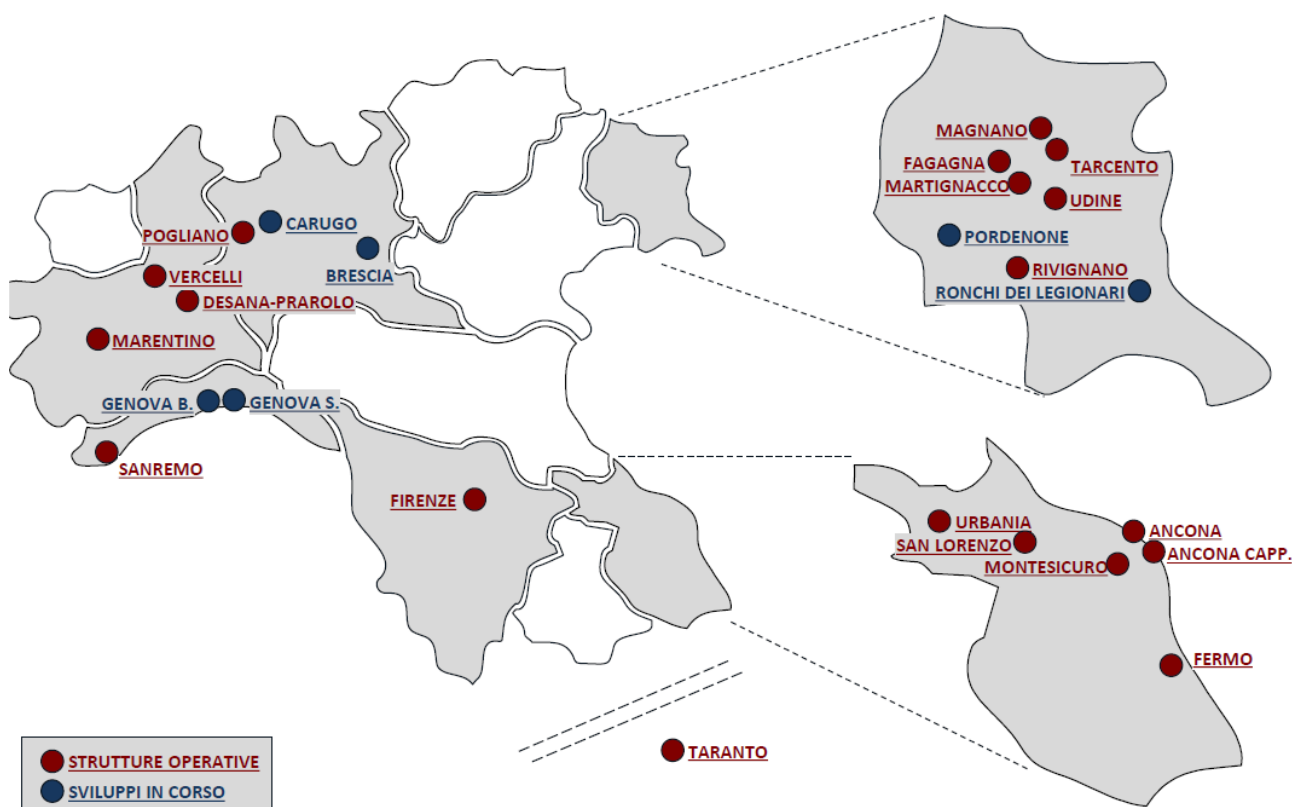 MAGNANO
TARCENTO
FAGAGNA
MARTIGNACCO
UDINE
PORDENONE
RIVIGNANO
RONCHI DEI LEGIONARI
CARUGO
POGLIANO
BRESCIA
VERCELLI
DESANA-PRAROLO
MARENTINO
GENOVA B.
GENOVA S.
SANREMO
FIRENZE
URBANIA
SAN LORENZO
MONTESICURO
ANCONA
ANCONA CAPP.
FERMO
TARANTO
STRUTTURE OPERATIVE
SVILUPPI IN CORSO